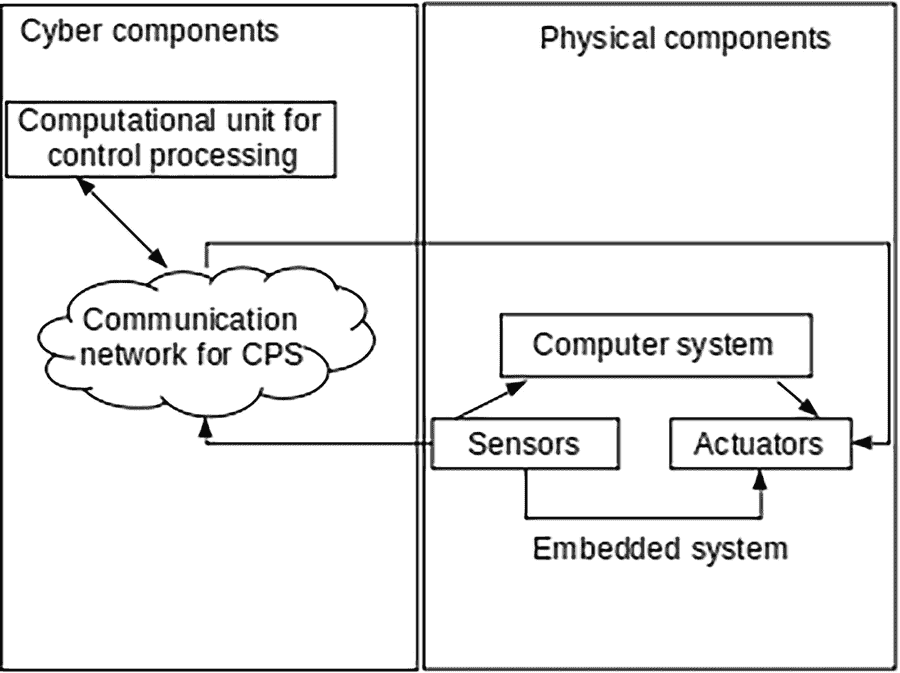 Cyber components
Physical components
Computational unit for
control processing
Communication
network for CPS
Computer system
Sensors
Actuators
Embedded system